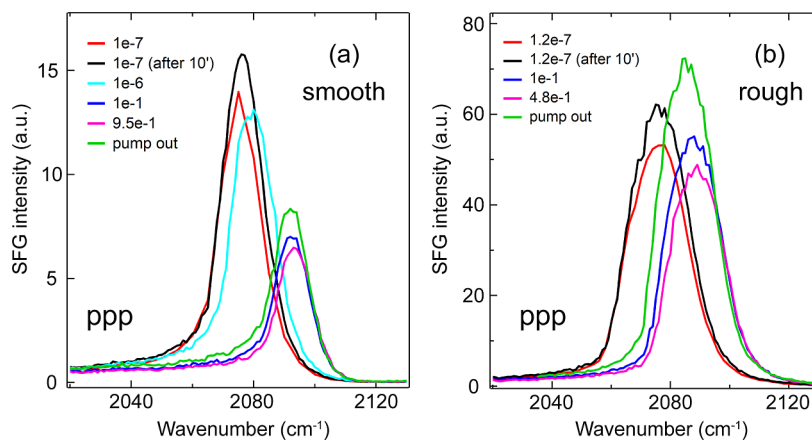 (a)
smooth
1e-7
1e-7 (after 10')
1e-6
1e-1
9.5e-1
pump out
ppp
SFG intensity (a.u.)
15
10
5
0
2040
2080
2120
Wavenumber (cm⁻¹)
(b)
rough
1.2e-7
1.2e-7 (after 10')
1e-1
4.8e-1
pump out
ppp
SFG intensity (a.u.)
80
60
40
20
0
2040
2080
2120
Wavenumber (cm⁻¹)